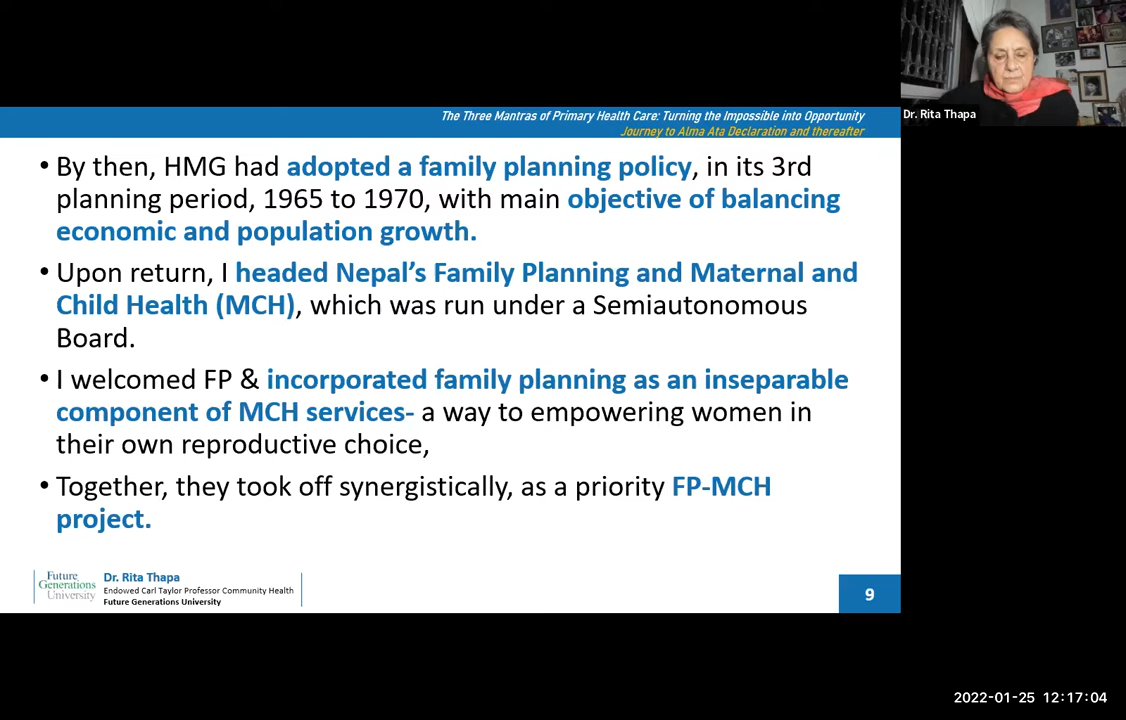 Dr. Rita Thapa
The Three Mantras of Primary Health Care: Turning the Impossible into Opportunity
Journey to Alma Ata Declaration and thereafter
• By then, HMG had adopted a family planning policy, in its 3rd
planning period, 1965 to 1970, with main objective of balancing
economic and population growth.
• Upon return, I headed Nepal’s Family Planning and Maternal and
Child Health (MCH), which was run under a Semiautonomous
Board.
• I welcomed FP & incorporated family planning as an inseparable
component of MCH services- a way to empowering women in
their own reproductive choice,
• Together, they took off synergistically, as a priority FP-MCH
project.
Future
Generations
University
Dr. Rita Thapa
Endowed Carl Taylor Professor Community Health
Future Generations University
9
2022-01-25 12:17:04